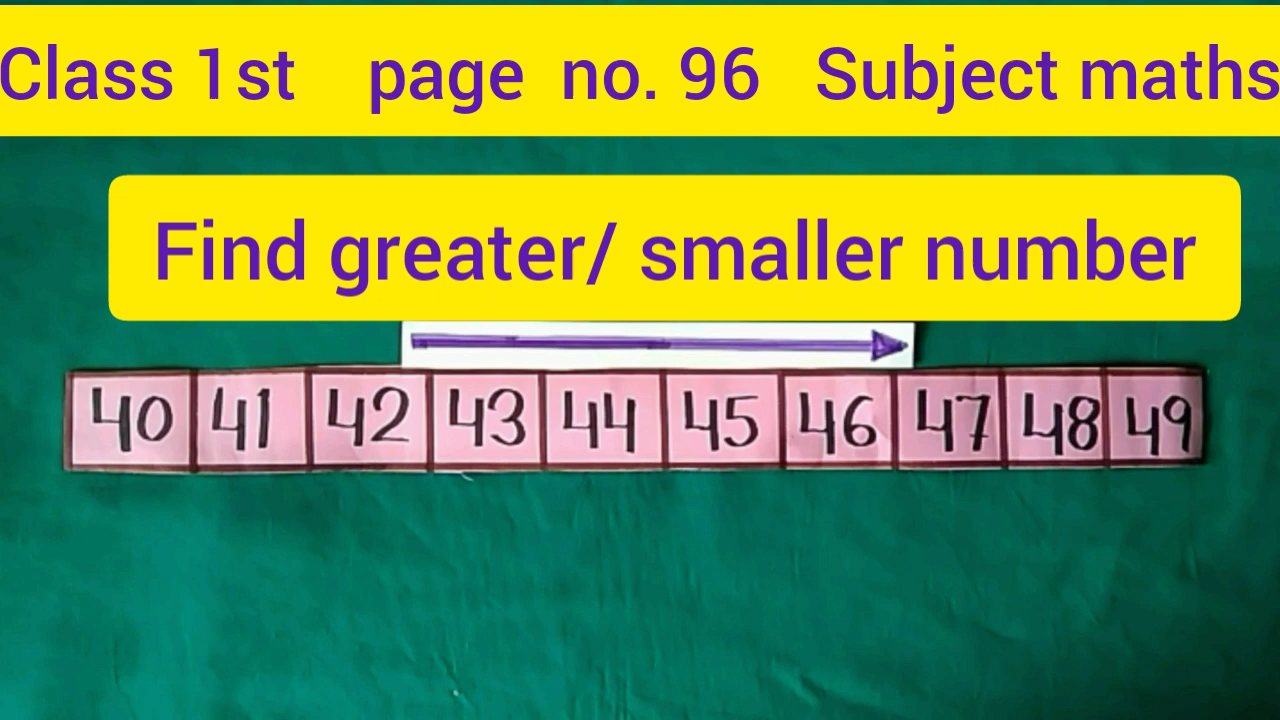 Class 1st page no. 96 Subject maths
Find greater/ smaller number
40 41 42 43 44 45 46 47 48 49